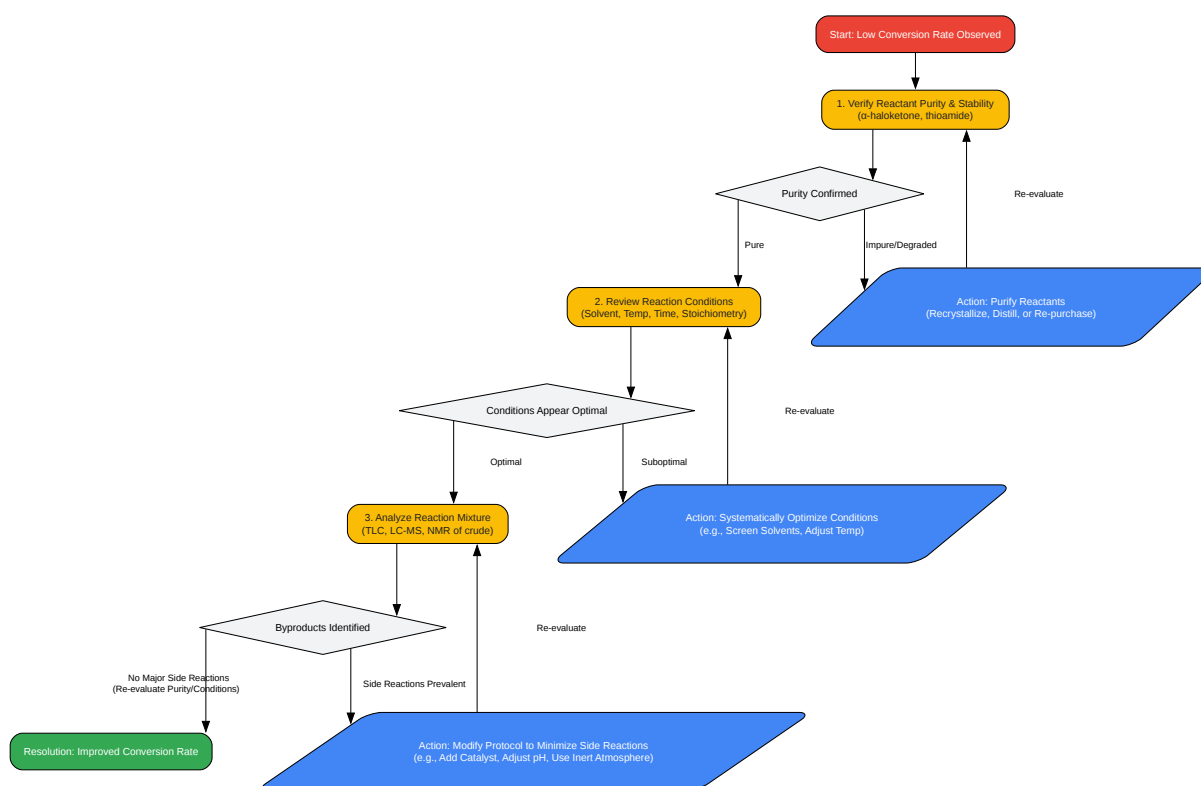 Start: Low Conversion Rate Observed
1. Verify Reactant Purity & Stability
(α-haloketone, thioamide)
Purity Confirmed
Re-evaluate
Pure
Impure/Degraded
2. Review Reaction Conditions
(Solvent, Temp, Time, Stoichiometry)
Action: Purify Reactants
(Recrystallize, Distill, or Re-purchase)
Conditions Appear Optimal
Re-evaluate
Optimal
Suboptimal
3. Analyze Reaction Mixture
(TLC, LC-MS, NMR of crude)
Action: Systematically Optimize Conditions
(e.g., Screen Solvents, Adjust Temp)
Byproducts Identified
Re-evaluate
No Major Side Reactions
(Re-evaluate Purity/Conditions)
Side Reactions Prevalent
Resolution: Improved Conversion Rate
Action: Modify Protocol to Minimize Side Reactions
(e.g., Add Catalyst, Adjust pH, Use Inert Atmosphere)